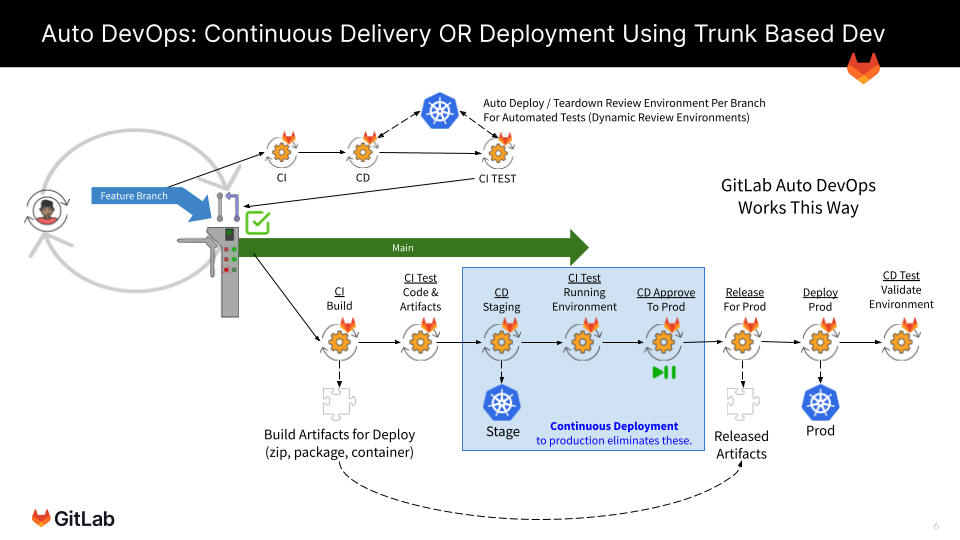 Auto DevOps: Continuous Delivery OR Deployment Using Trunk Based Dev
Auto Deploy / Teardown Review Environment Per Branch
For Automated Tests (Dynamic Review Environments)
CI
CD
CI TEST
Feature Branch
GitLab Auto DevOps
Works This Way
Main
CI
Build
CI Test
Code &
Artifacts
CD
Staging
CI Test
Running
Environment
CD Approve
To Prod
Release
For Prod
Deploy
Prod
CD Test
Validate
Environment
Build Artifacts for Deploy
(zip, package, container)
Stage
Continuous Deployment
to production eliminates these.
Released
Artifacts
Prod
GitLab
6